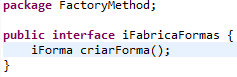 package FactoryMethod;
public interface iFabricaFormas {
iForma criarForma();
}